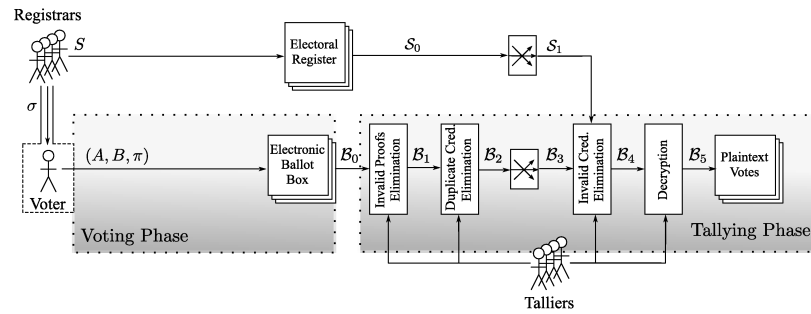 Registrars
S
Electoral
Register
𝒮₀
𝒮₁
σ
(A, B, π)
Electronic
Ballot
Box
ℬ₀
Invalid Proofs
Elimination
ℬ₁
Duplicate Cred.
Elimination
ℬ₂
ℬ₃
Invalid Cred.
Elimination
ℬ₄
Decryption
ℬ₅
Plaintext
Votes
Voter
Voting Phase
Tallying Phase
Talliers